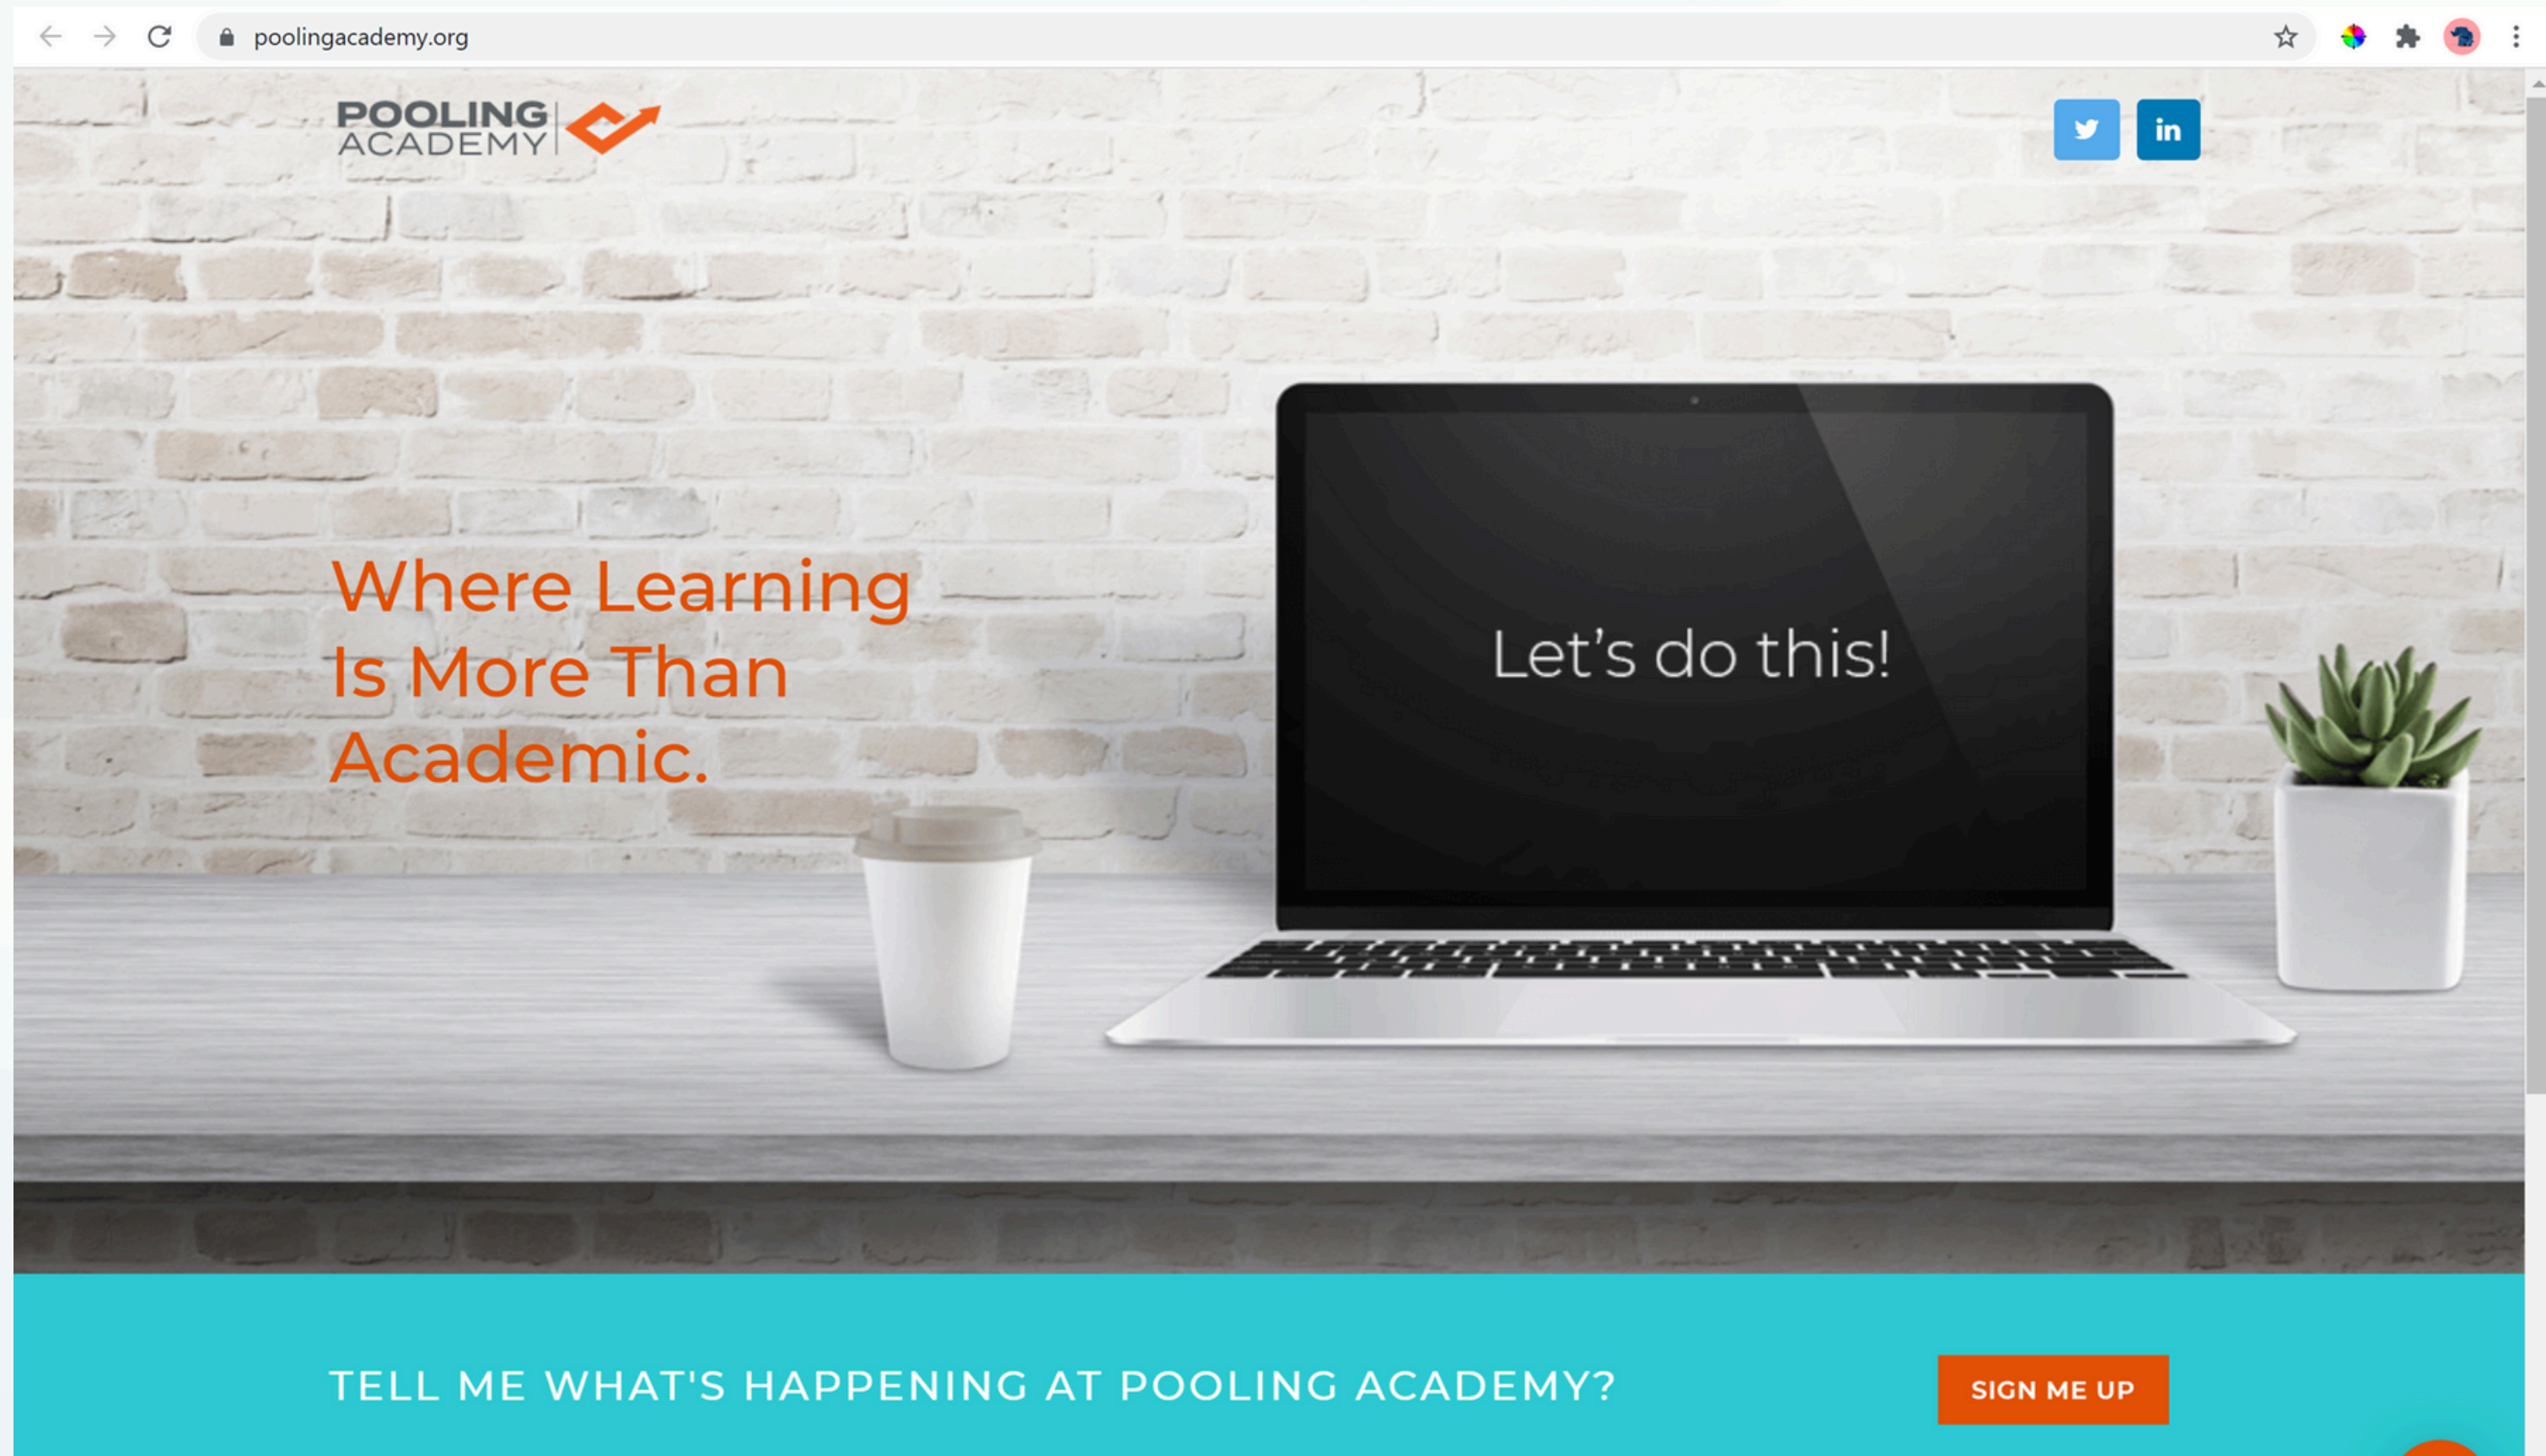 poolingacademy.org
POOLING
ACADEMY
in
Where Learning
Is More Than
Academic.
Let's do this!
TELL ME WHAT'S HAPPENING AT POOLING ACADEMY?
SIGN ME UP